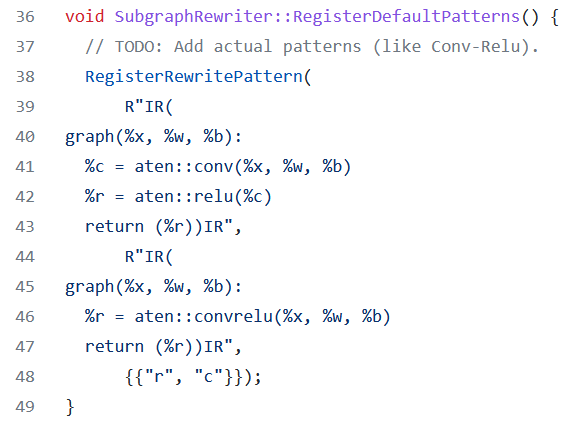 36 void SubgraphRewriter::RegisterDefaultPatterns() {
37   // TODO: Add actual patterns (like Conv-Relu).
38   RegisterRewritePattern(
39       R"IR(
40 graph(%x, %w, %b):
41   %c = aten::conv(%x, %w, %b)
42   %r = aten::relu(%c)
43   return (%r))IR",
44       R"IR(
45 graph(%x, %w, %b):
46   %r = aten::convrelu(%x, %w, %b)
47   return (%r))IR",
48       {{"r", "c"}});
49 }